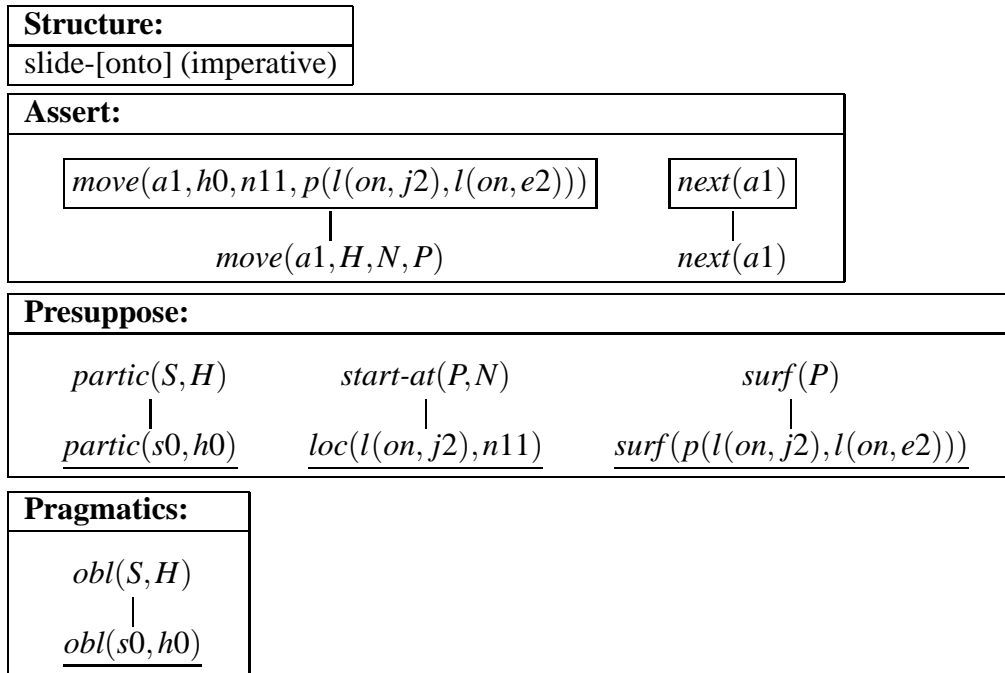 Structure:
slide-[onto] (imperative)
Assert:
move(a1,h0,n11,p(l(on,j2),l(on,e2))) next(a1)
move(a1,H,N,P) next(a1)
Presuppose:
partic(S,H) start-at(P,N) surf(P)
partic(s0,h0) loc(l(on,j2),n11) surf(p(l(on,j2),l(on,e2)))
Pragmatics:
obl(S,H)
obl(s0,h0)